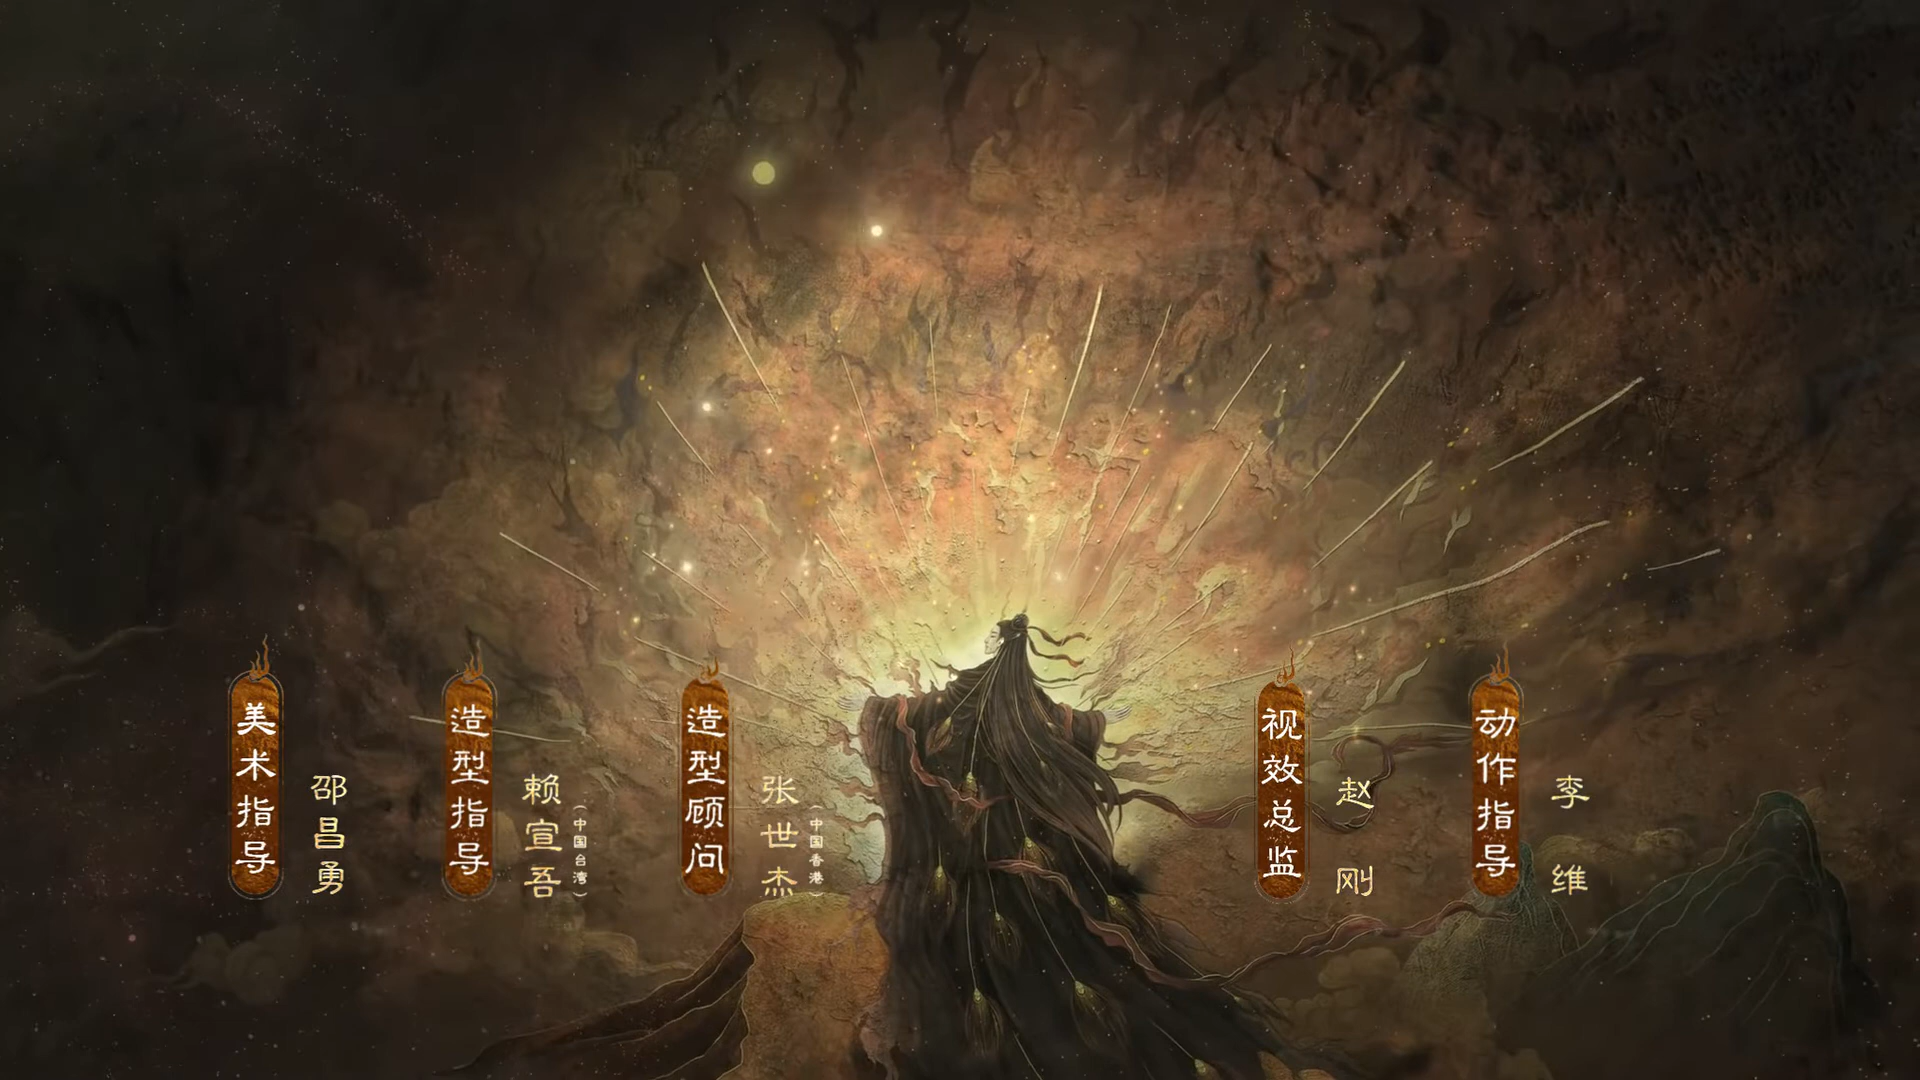 美术指导
邵昌勇
造型指导
赖宣吾
（中国台湾）
造型顾问
张世杰
（中国香港）
视效总监
赵刚
动作指导
李维